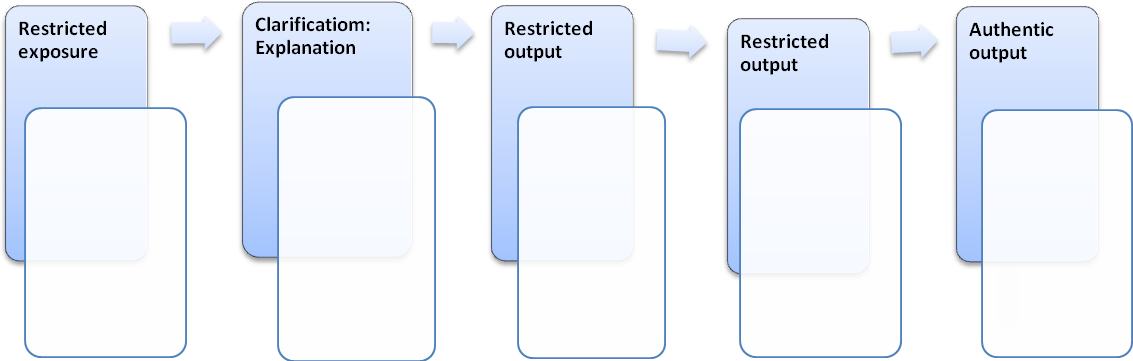 Restricted
exposure
Clarificatiom:
Explanation
Restricted
output
Restricted
output
Authentic
output